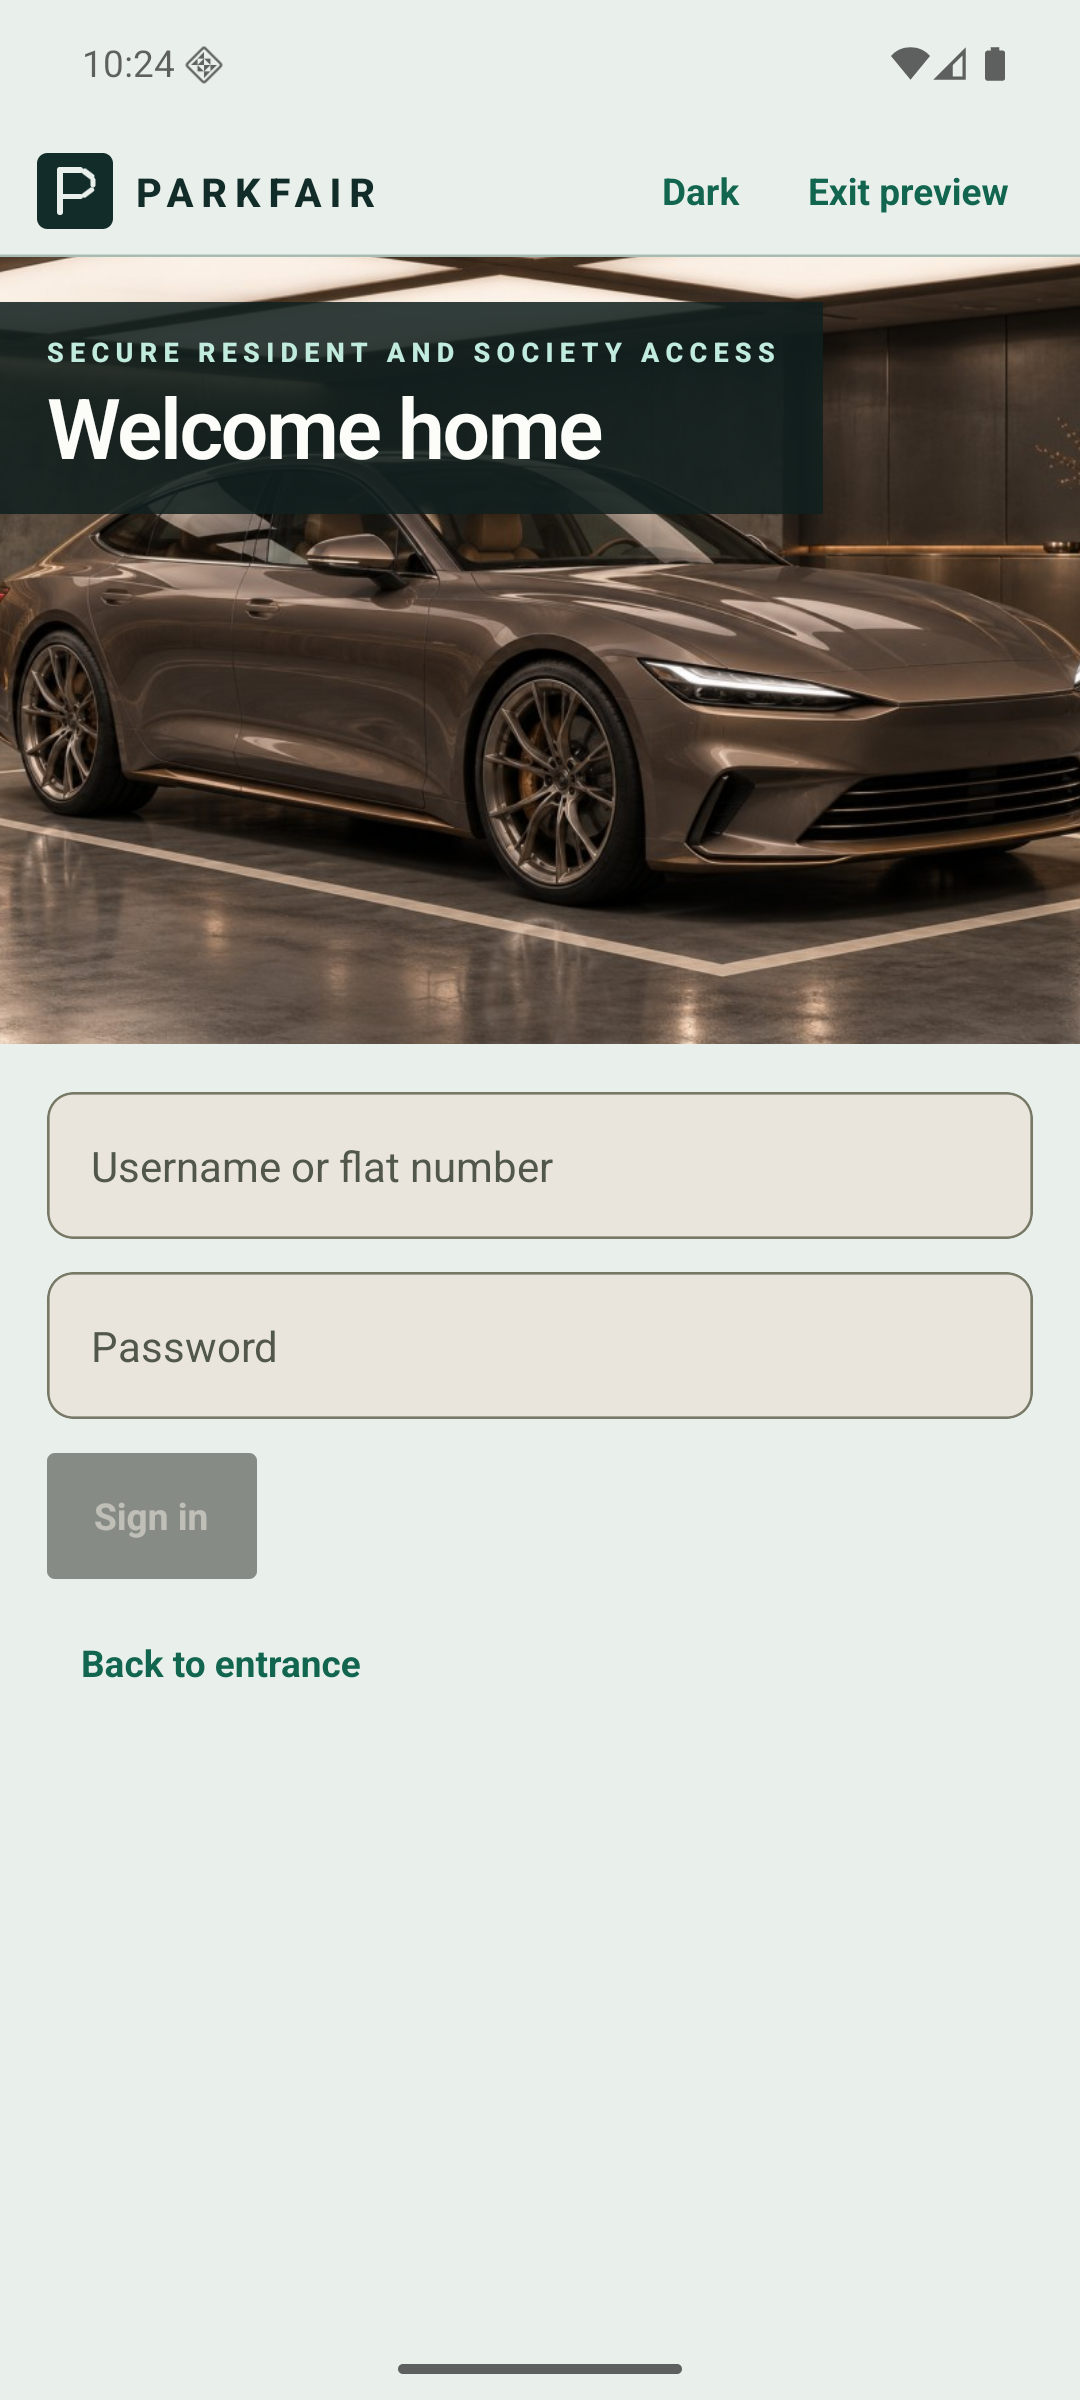 10:24
PARKFAIR
Dark
Exit preview
SECURE RESIDENT AND SOCIETY ACCESS
Welcome home
Username or flat number
Password
Sign in
Back to entrance